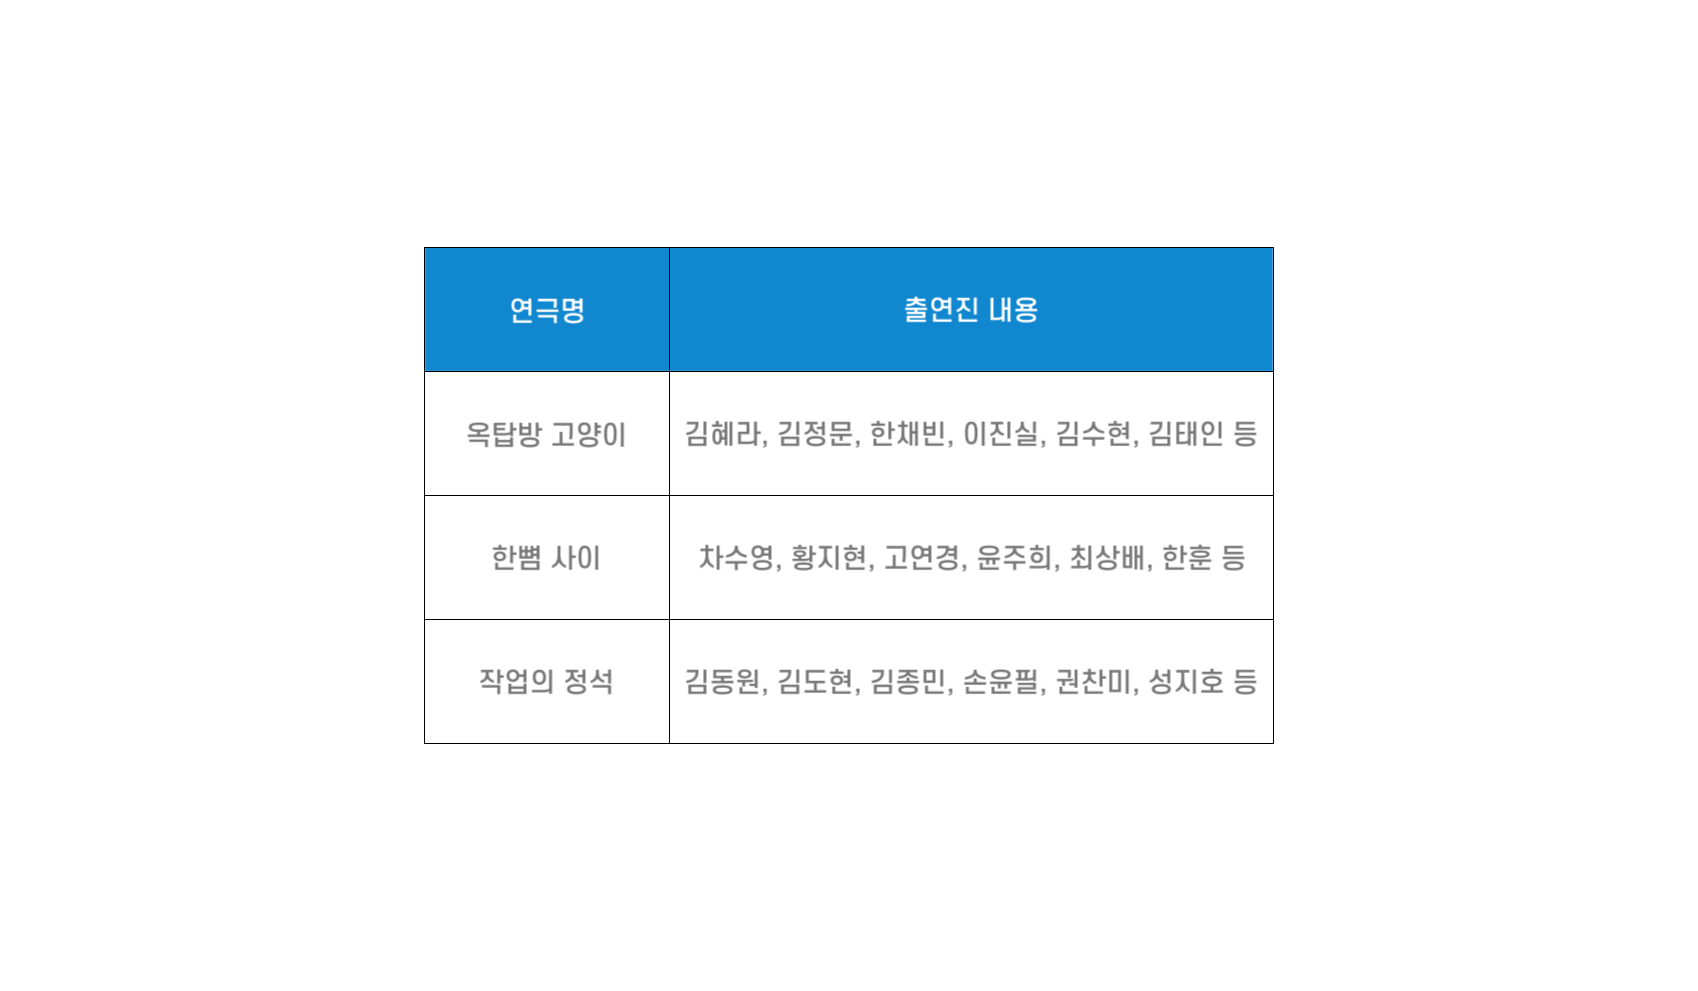 연극명
출연진 내용
옥탑방 고양이
김혜라, 김정문, 한채빈, 이진실, 김수현, 김태인 등
한뼘 사이
차수영, 황지현, 고연경, 윤주희, 최상배, 한훈 등
작업의 정석
김동원, 김도현, 김종민, 손윤필, 권찬미, 성지호 등